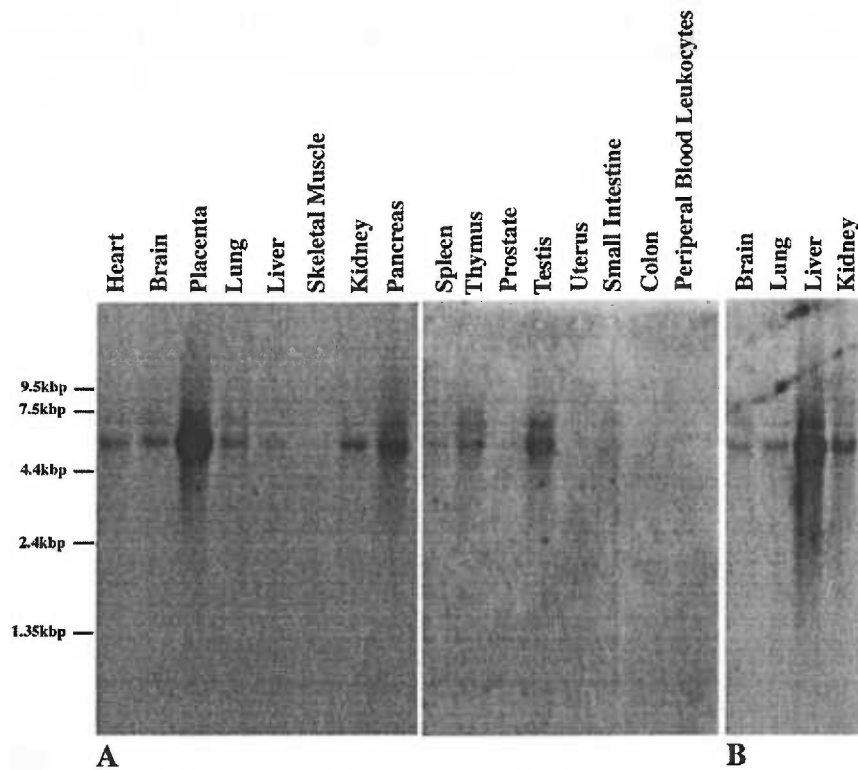 Heart
Brain
Placenta
Lung
Liver
Skeletal Muscle
Kidney
Pancreas
Spleen
Thymus
Prostate
Testis
Uterus
Small Intestine
Colon
Periperal Blood Leukocytes
Brain
Lung
Liver
Kidney
9.5kbp
7.5kbp
4.4kbp
2.4kbp
1.35kbp
A
B